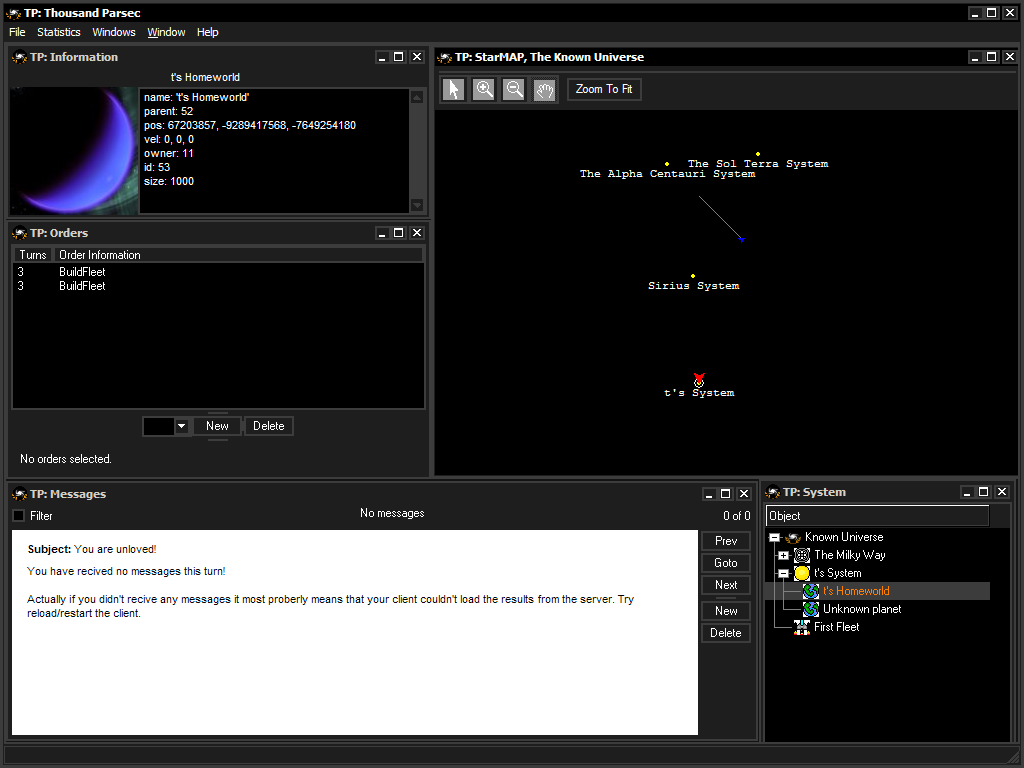 TP: Thousand Parsec
File Statistics Windows Window Help
TP: Information
t's Homeworld
name: 't's Homeworld'
parent: 52
pos: 67203857, -9289417568, -7649254180
vel: 0, 0, 0
owner: 11
id: 53
size: 1000
TP: Orders
Turns Order Information
3 BuildFleet
3 BuildFleet
New Delete
No orders selected.
TP: StarMAP, The Known Universe
Zoom To Fit
The Sol Terra System
The Alpha Centauri System
Sirius System
t's System
TP: Messages
Filter No messages 0 of 0
Subject: You are unloved!
You have recived no messages this turn!
Actually if you didn't recive any messages it most properly means that your client couldn't load the results from the server. Try
reload/restart the client.
Prev
Goto
Next
New
Delete
TP: System
Object
Known Universe
The Milky Way
t's System
t's Homeworld
Unknown planet
First Fleet